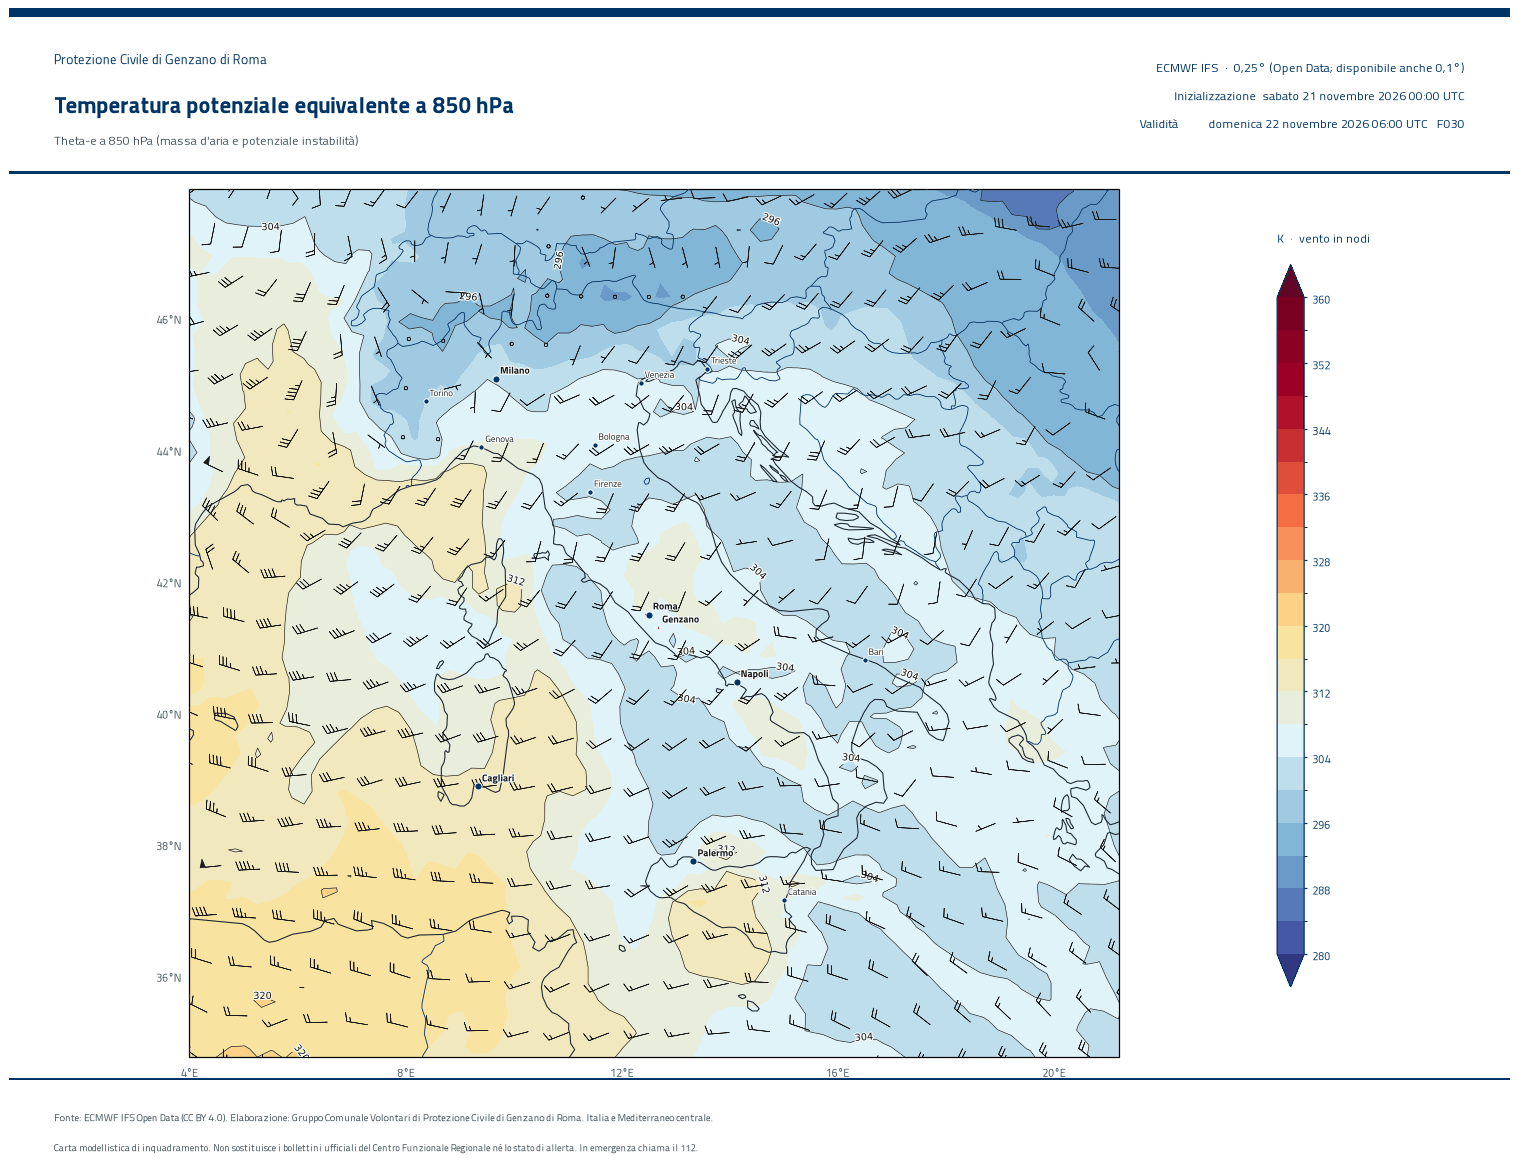 Protezione Civile di Genzano di Roma
Temperatura potenziale equivalente a 850 hPa
Theta-e a 850 hPa (massa d'aria e potenziale instabilità)
ECMWF IFS · 0,25° (Open Data; disponibile anche 0,1°)
Inizializzazione sabato 21 novembre 2026 00:00 UTC
Validità domenica 22 novembre 2026 06:00 UTC F030
K · vento in nodi
360
352
344
336
328
320
312
304
296
288
280
46°N
44°N
42°N
40°N
38°N
36°N
4°E
8°E
12°E
16°E
20°E
304
296
296
296
304
Trieste
Milano
Venezia
Torino
304
Genova
Bologna
Firenze
312
304
Roma
Genzano
304
304
Bari
304
304
Napoli
304
304
Cagliari
312
Palermo
304
312
Catania
320
304
320
Fonte: ECMWF IFS Open Data (CC BY 4.0). Elaborazione: Gruppo Comunale Volontari di Protezione Civile di Genzano di Roma. Italia e Mediterraneo centrale.
Carta modellistica di inquadramento. Non sostituisce i bollettini ufficiali del Centro Funzionale Regionale né lo stato di allerta. In emergenza chiama il 112.